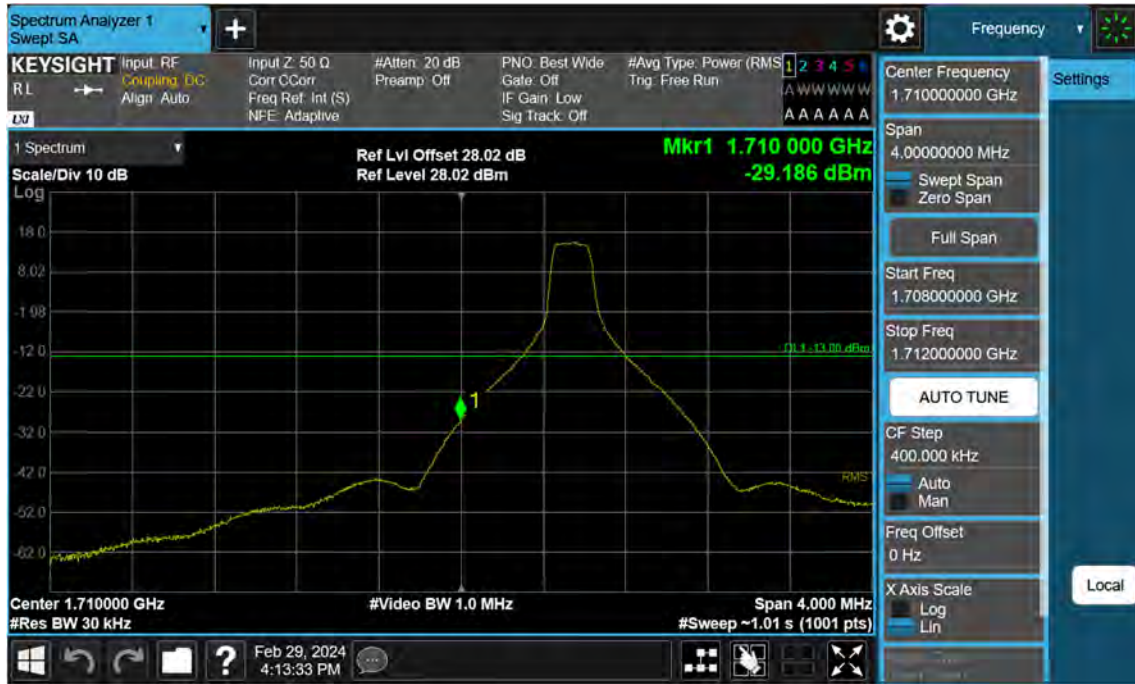 Spectrum Analyzer 1
Swept SA
Frequency
KEYSIGHT
RL
LXI
Input: RF
Coupling: DC
Align: Auto
Input Z: 50 Ω
Corr CCorr
Freq Ref: Int (S)
NFE: Adaptive
#Atten: 20 dB
Preamp: Off
PNO: Best Wide
Gate: Off
IF Gain: Low
Sig Track: Off
#Avg Type: Power (RMS
Trig: Free Run
1 2 3 4 5 6
A W W W W W
A A A A A A
Center Frequency
1.710000000 GHz
Settings
1 Spectrum
Scale/Div 10 dB
Ref Lvl Offset 28.02 dB
Ref Level 28.02 dBm
Mkr1 1.710 000 GHz
-29.186 dBm
Span
4.00000000 MHz
Swept Span
Zero Span
Full Span
Start Freq
1.708000000 GHz
Stop Freq
1.712000000 GHz
AUTO TUNE
CF Step
400.000 kHz
Auto
Man
Freq Offset
0 Hz
X Axis Scale
Log
Lin
Local
Log
18.0
8.02
-1.98
-12.0
-22.0
-32.0
-42.0
-52.0
-62.0
DL1 -13.00 dBm
1
RMS
Center 1.710000 GHz
#Res BW 30 kHz
#Video BW 1.0 MHz
Span 4.000 MHz
#Sweep ~1.01 s (1001 pts)
?
Feb 29, 2024
4:13:33 PM